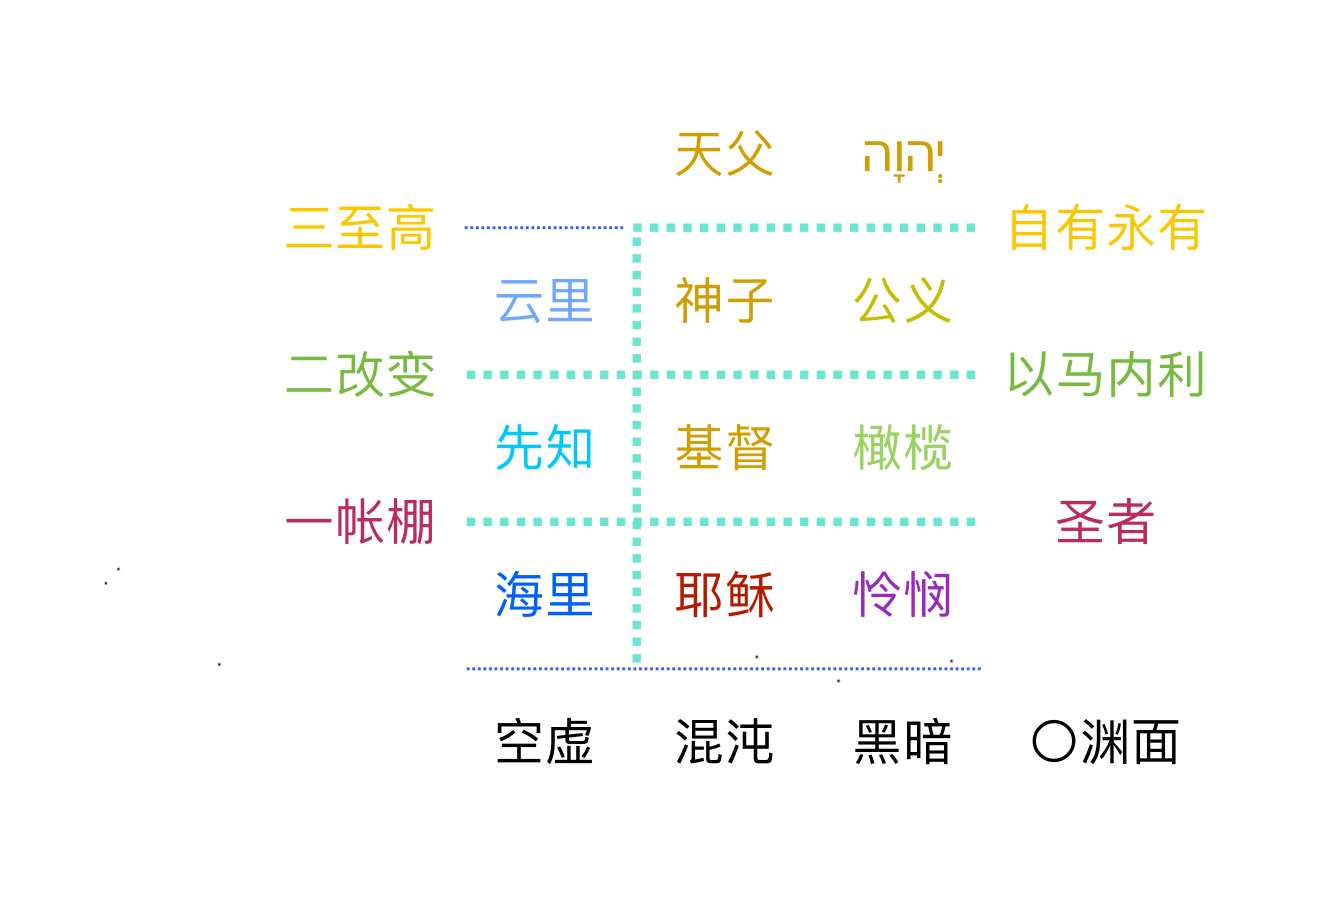 天父 יְהוָה
三至高 自有永有
云里 神子 公义
二改变 以马内利
先知 基督 橄榄
一帐棚 圣者
海里 耶稣 怜悯
空虚 混沌 黑暗 〇渊面